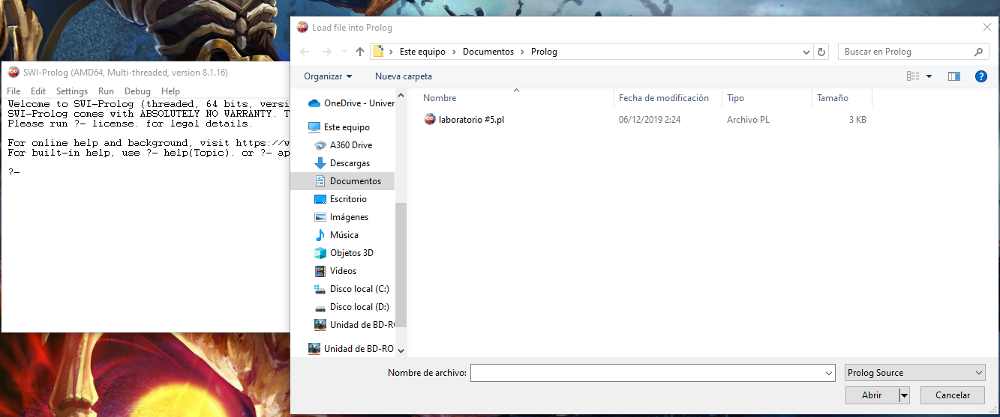 Load file into Prolog
Este equipo > Documentos > Prolog
Buscar en Prolog
Organizar
Nueva carpeta
OneDrive - Univer
Este equipo
A360 Drive
Descargas
Documentos
Escritorio
Imágenes
Música
Objetos 3D
Videos
Disco local (C:)
Disco local (D:)
Unidad de BD-RO
Unidad de BD-RO
Nombre Fecha de modificación Tipo Tamaño
laboratorio #5.pl 06/12/2019 2:24 Archivo PL 3 KB
Nombre de archivo:
Prolog Source
Abrir
Cancelar
SWI-Prolog (AMD64, Multi-threaded, version 8.1.16)
File Edit Settings Run Debug Help
Welcome to SWI-Prolog (threaded, 64 bits, versi
SWI-Prolog comes with ABSOLUTELY NO WARRANTY. T
Please run ?- license. for legal details.
For online help and background, visit https://w
For built-in help, use ?- help(Topic). or ?- ap
?-